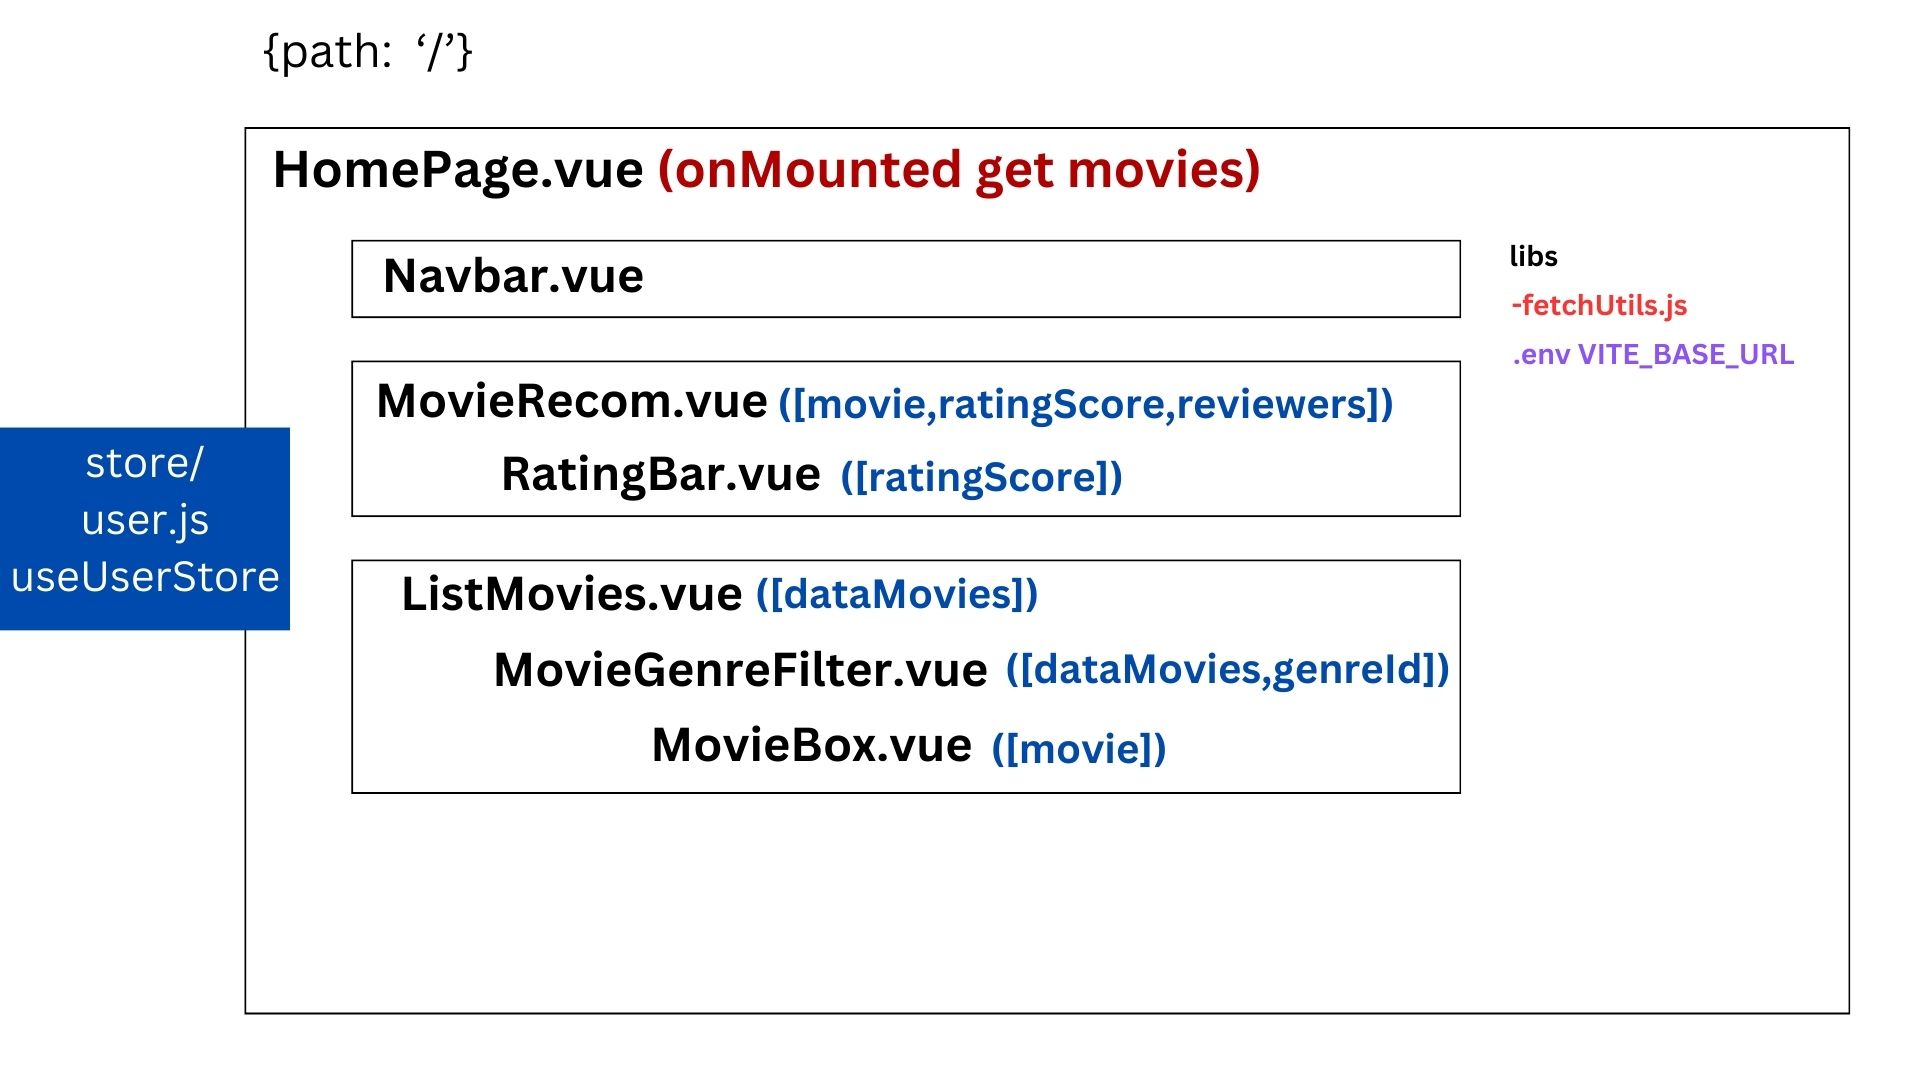 {path:  ‘/’}
HomePage.vue (onMounted get movies)
Navbar.vue
libs
-fetchUtils.js
.env VITE_BASE_URL
MovieRecom.vue ([movie,ratingScore,reviewers])
RatingBar.vue ([ratingScore])
store/
user.js
useUserStore
ListMovies.vue ([dataMovies])
MovieGenreFilter.vue ([dataMovies,genreId])
MovieBox.vue ([movie])